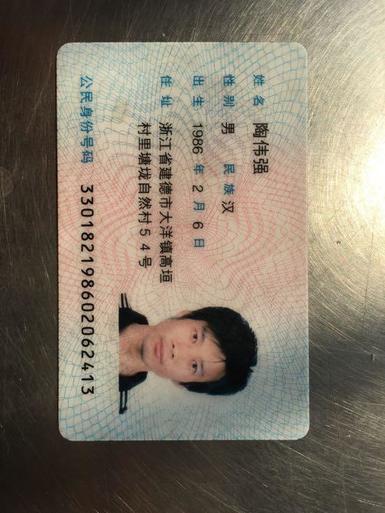 姓名 陶伟强
性别 男 民族 汉
出生 1986 年 2 月 6 日
住址 浙江省建德市大洋镇高垣
村里塘垅自然村54号
公民身份号码 330182198602062413